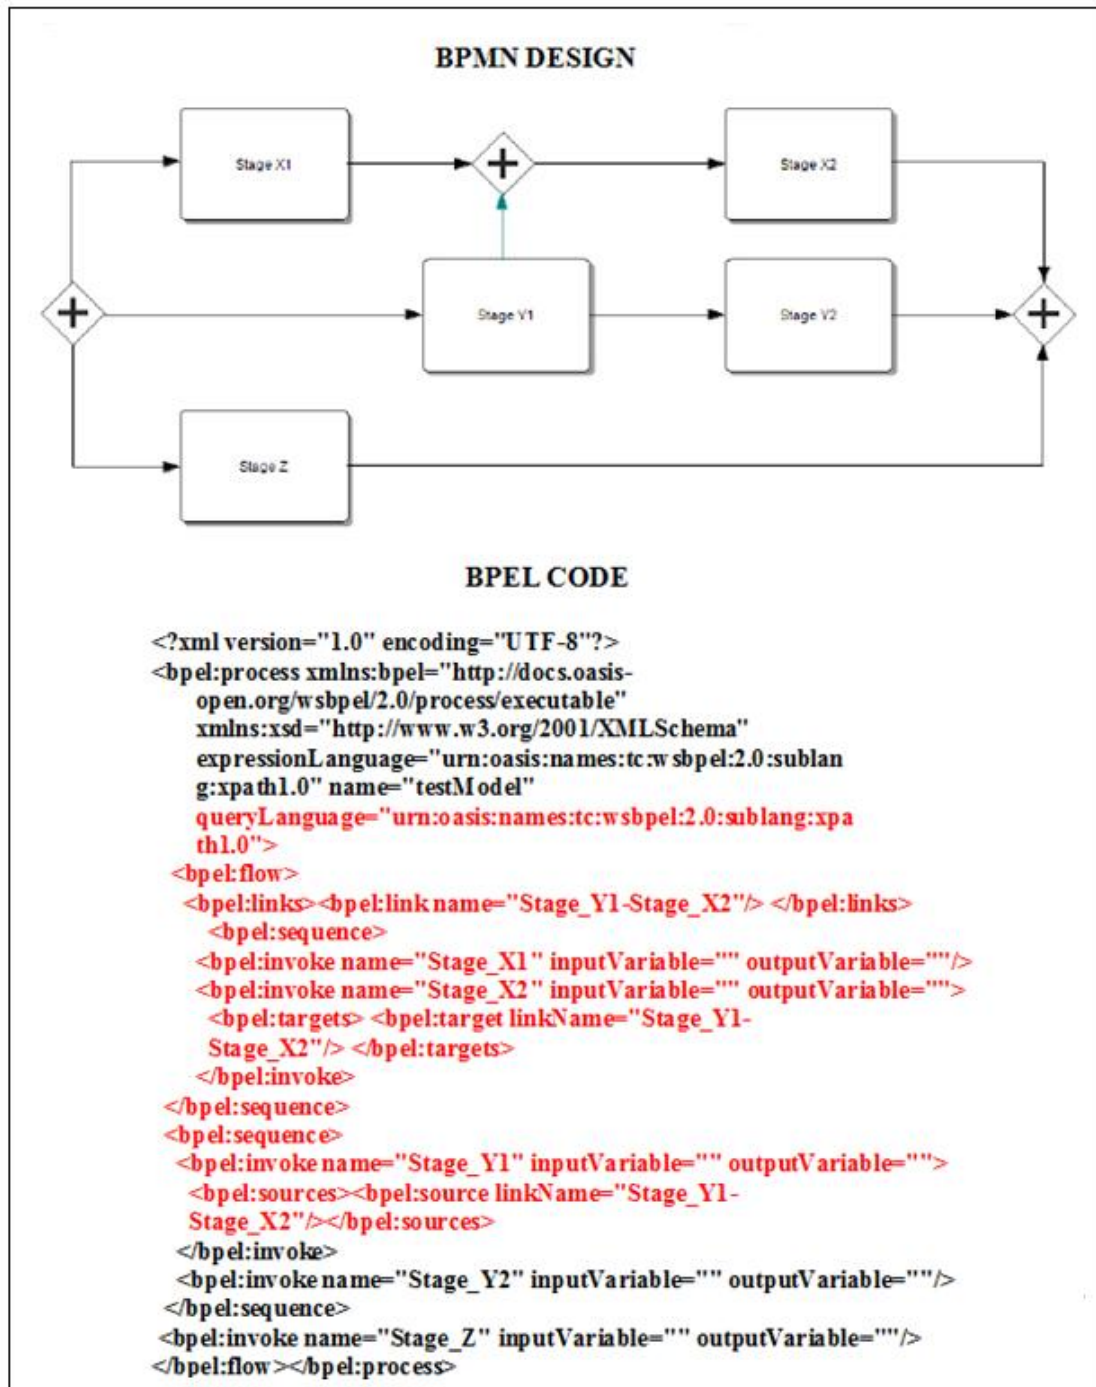 BPMN DESIGN
Stage X1
Stage X2
Stage Y1
Stage Y2
Stage Z
BPEL CODE
<?xml version="1.0" encoding="UTF-8"?>
<bpel:process xmlns:bpel="http://docs.oasis-
open.org/wsbpel/2.0/process/executable"
xmlns:xsd="http://www.w3.org/2001/XMLSchema"
expressionLanguage="urn:oasis:names:tc:wsbpel:2.0:sublan
g:xpath1.0" name="testModel"
queryLanguage="urn:oasis:names:tc:wsbpel:2.0:sublang:xpa
th1.0">
<bpel:flow>
<bpel:links><bpel:link name="Stage_Y1-Stage_X2"/> </bpel:links>
<bpel:sequence>
<bpel:invoke name="Stage_X1" inputVariable="" outputVariable=""/>
<bpel:invoke name="Stage_X2" inputVariable="" outputVariable="">
<bpel:targets> <bpel:target linkName="Stage_Y1-
Stage_X2"/> </bpel:targets>
</bpel:invoke>
</bpel:sequence>
<bpel:sequence>
<bpel:invoke name="Stage_Y1" inputVariable="" outputVariable="">
<bpel:sources><bpel:source linkName="Stage_Y1-
Stage_X2"/></bpel:sources>
</bpel:invoke>
<bpel:invoke name="Stage_Y2" inputVariable="" outputVariable=""/>
</bpel:sequence>
<bpel:invoke name="Stage_Z" inputVariable="" outputVariable=""/>
</bpel:flow></bpel:process>